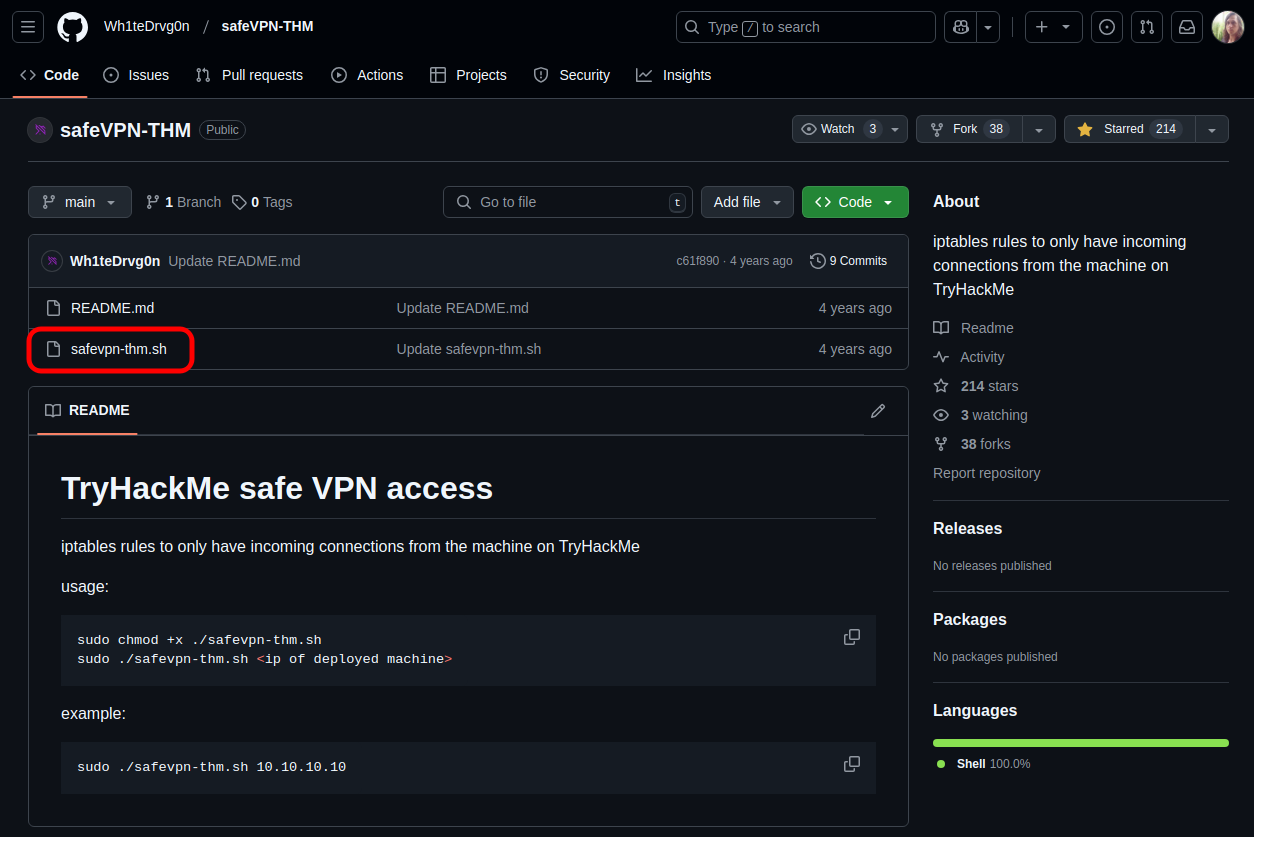 Wh1teDrvg0n / safeVPN-THM
Type / to search
Code
Issues
Pull requests
Actions
Projects
Security
Insights
safeVPN-THM Public
Watch 3
Fork 38
Starred 214
main
1 Branch
0 Tags
Go to file t
Add file
Code
Wh1teDrvg0n Update README.md
c61f890 · 4 years ago
9 Commits
README.md Update README.md 4 years ago
safevpn-thm.sh Update safevpn-thm.sh 4 years ago
README
TryHackMe safe VPN access
iptables rules to only have incoming connections from the machine on TryHackMe
usage:
sudo chmod +x ./safevpn-thm.sh
sudo ./safevpn-thm.sh <ip of deployed machine>
example:
sudo ./safevpn-thm.sh 10.10.10.10
About
iptables rules to only have incoming
connections from the machine on
TryHackMe
Readme
Activity
214 stars
3 watching
38 forks
Report repository
Releases
No releases published
Packages
No packages published
Languages
Shell 100.0%